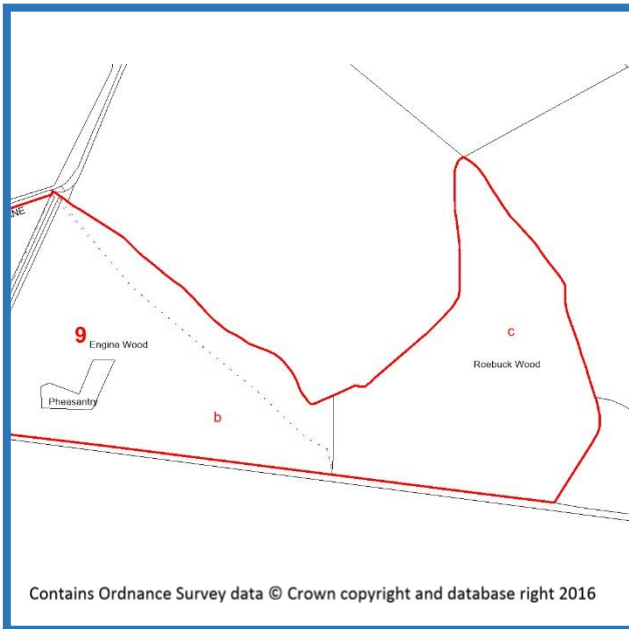 NE
9
Engine Wood
c
Roebuck Wood
Pheasantry
b
Contains Ordnance Survey data © Crown copyright and database right 2016